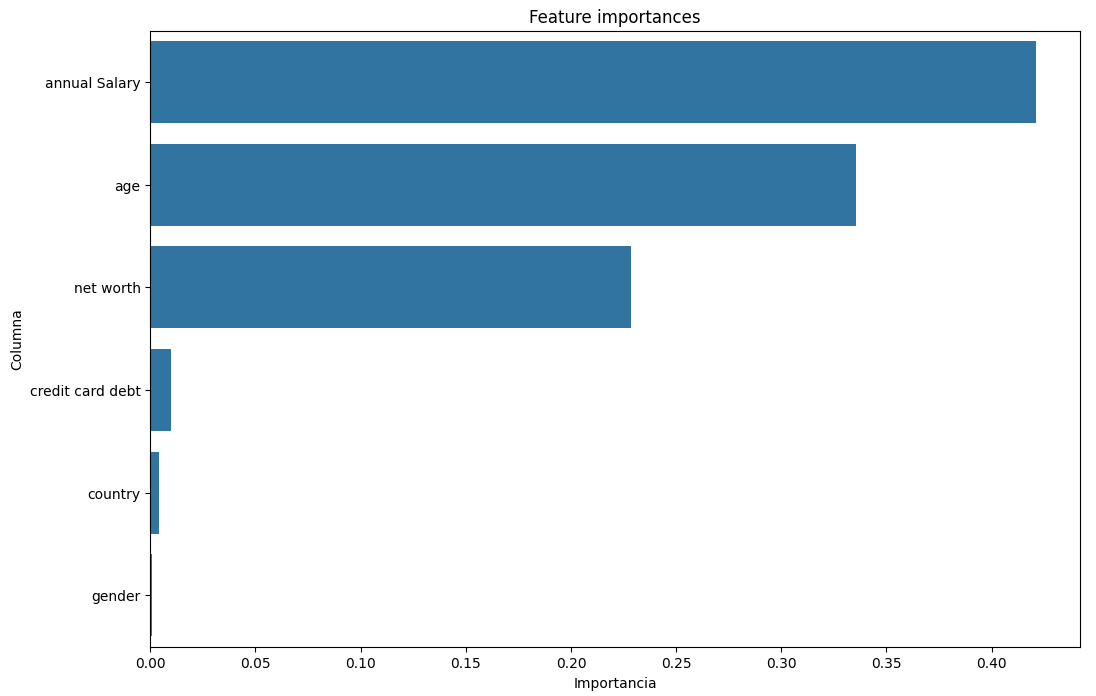 Feature importances
annual Salary
age
net worth
credit card debt
country
gender
Columna
0.00 0.05 0.10 0.15 0.20 0.25 0.30 0.35 0.40
Importancia